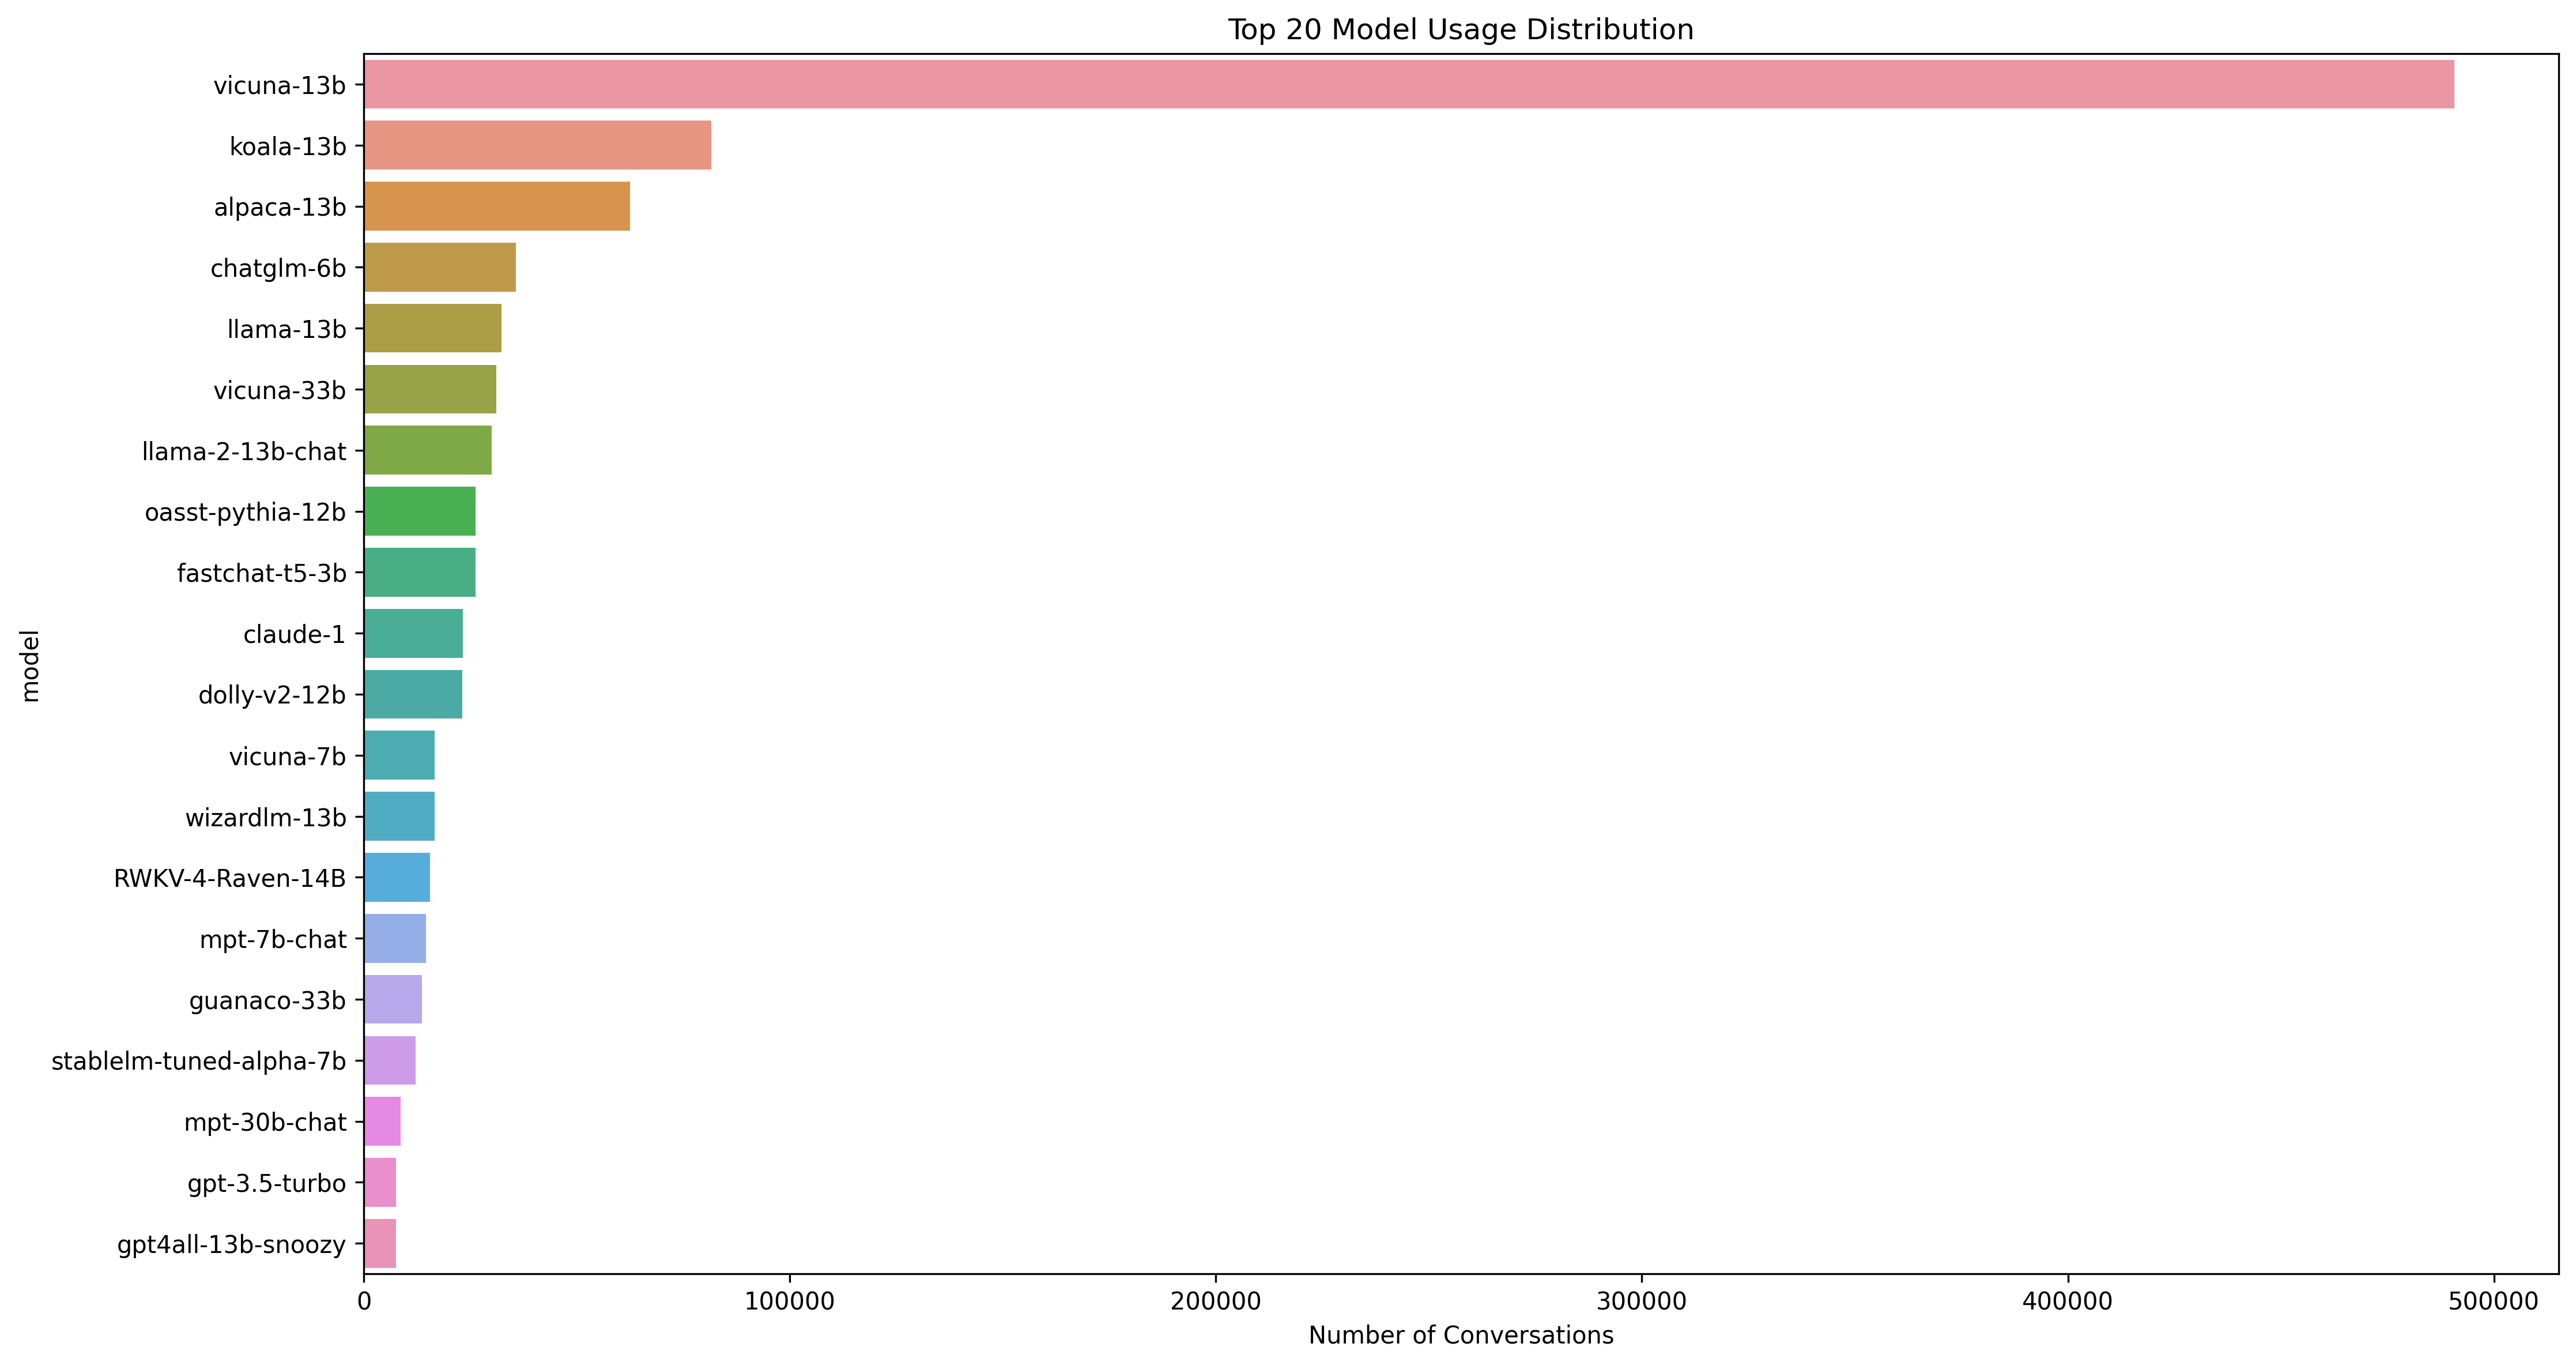 Top 20 Model Usage Distribution
model
vicuna-13b
koala-13b
alpaca-13b
chatglm-6b
llama-13b
vicuna-33b
llama-2-13b-chat
oasst-pythia-12b
fastchat-t5-3b
claude-1
dolly-v2-12b
vicuna-7b
wizardlm-13b
RWKV-4-Raven-14B
mpt-7b-chat
guanaco-33b
stablelm-tuned-alpha-7b
mpt-30b-chat
gpt-3.5-turbo
gpt4all-13b-snoozy
0 100000 200000 300000 400000 500000
Number of Conversations